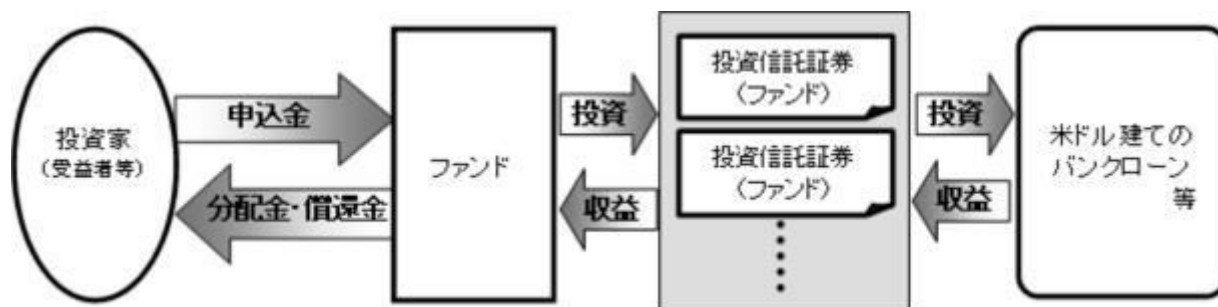 投資家
(受益者等)
申込金
分配金・償還金
ファンド
投資
収益
投資信託証券
(ファンド)
投資信託証券
(ファンド)
投資
収益
米ドル建ての
バンクローン
等